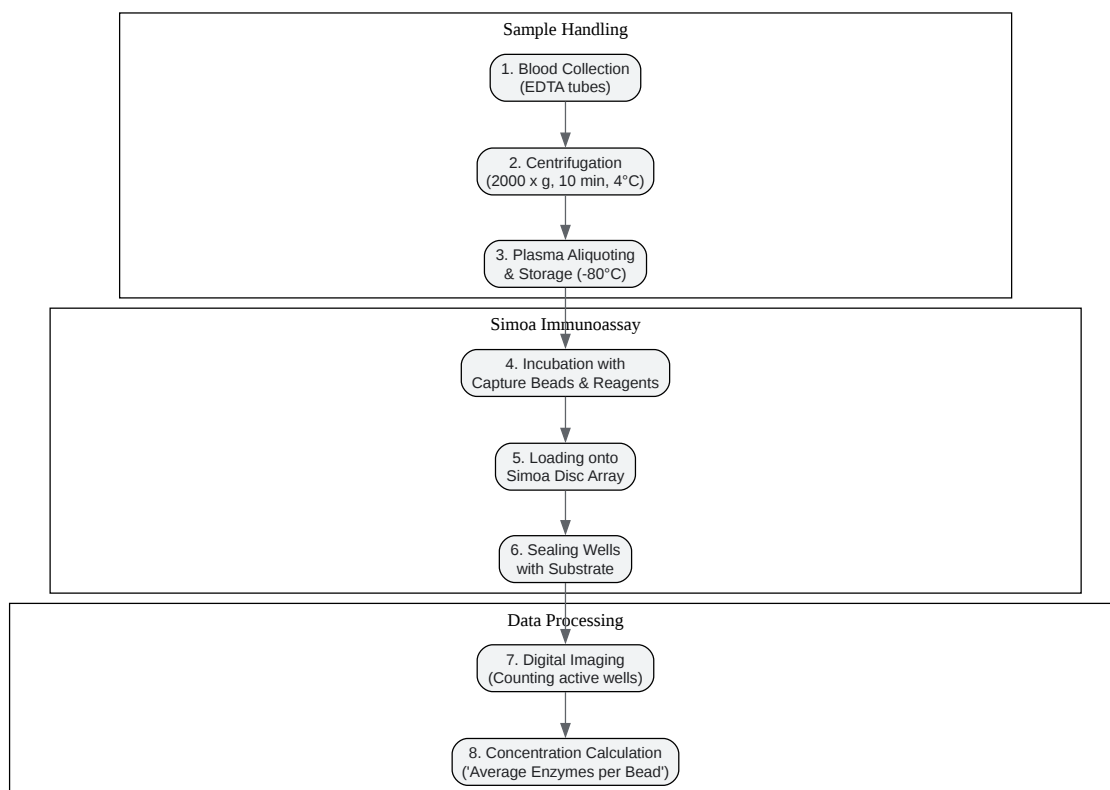 Sample Handling
1. Blood Collection
(EDTA tubes)
2. Centrifugation
(2000 x g, 10 min, 4°C)
3. Plasma Aliquoting
& Storage (-80°C)
Simoa Immunoassay
4. Incubation with
Capture Beads & Reagents
5. Loading onto
Simoa Disc Array
6. Sealing Wells
with Substrate
Data Processing
7. Digital Imaging
(Counting active wells)
8. Concentration Calculation
('Average Enzymes per Bead')